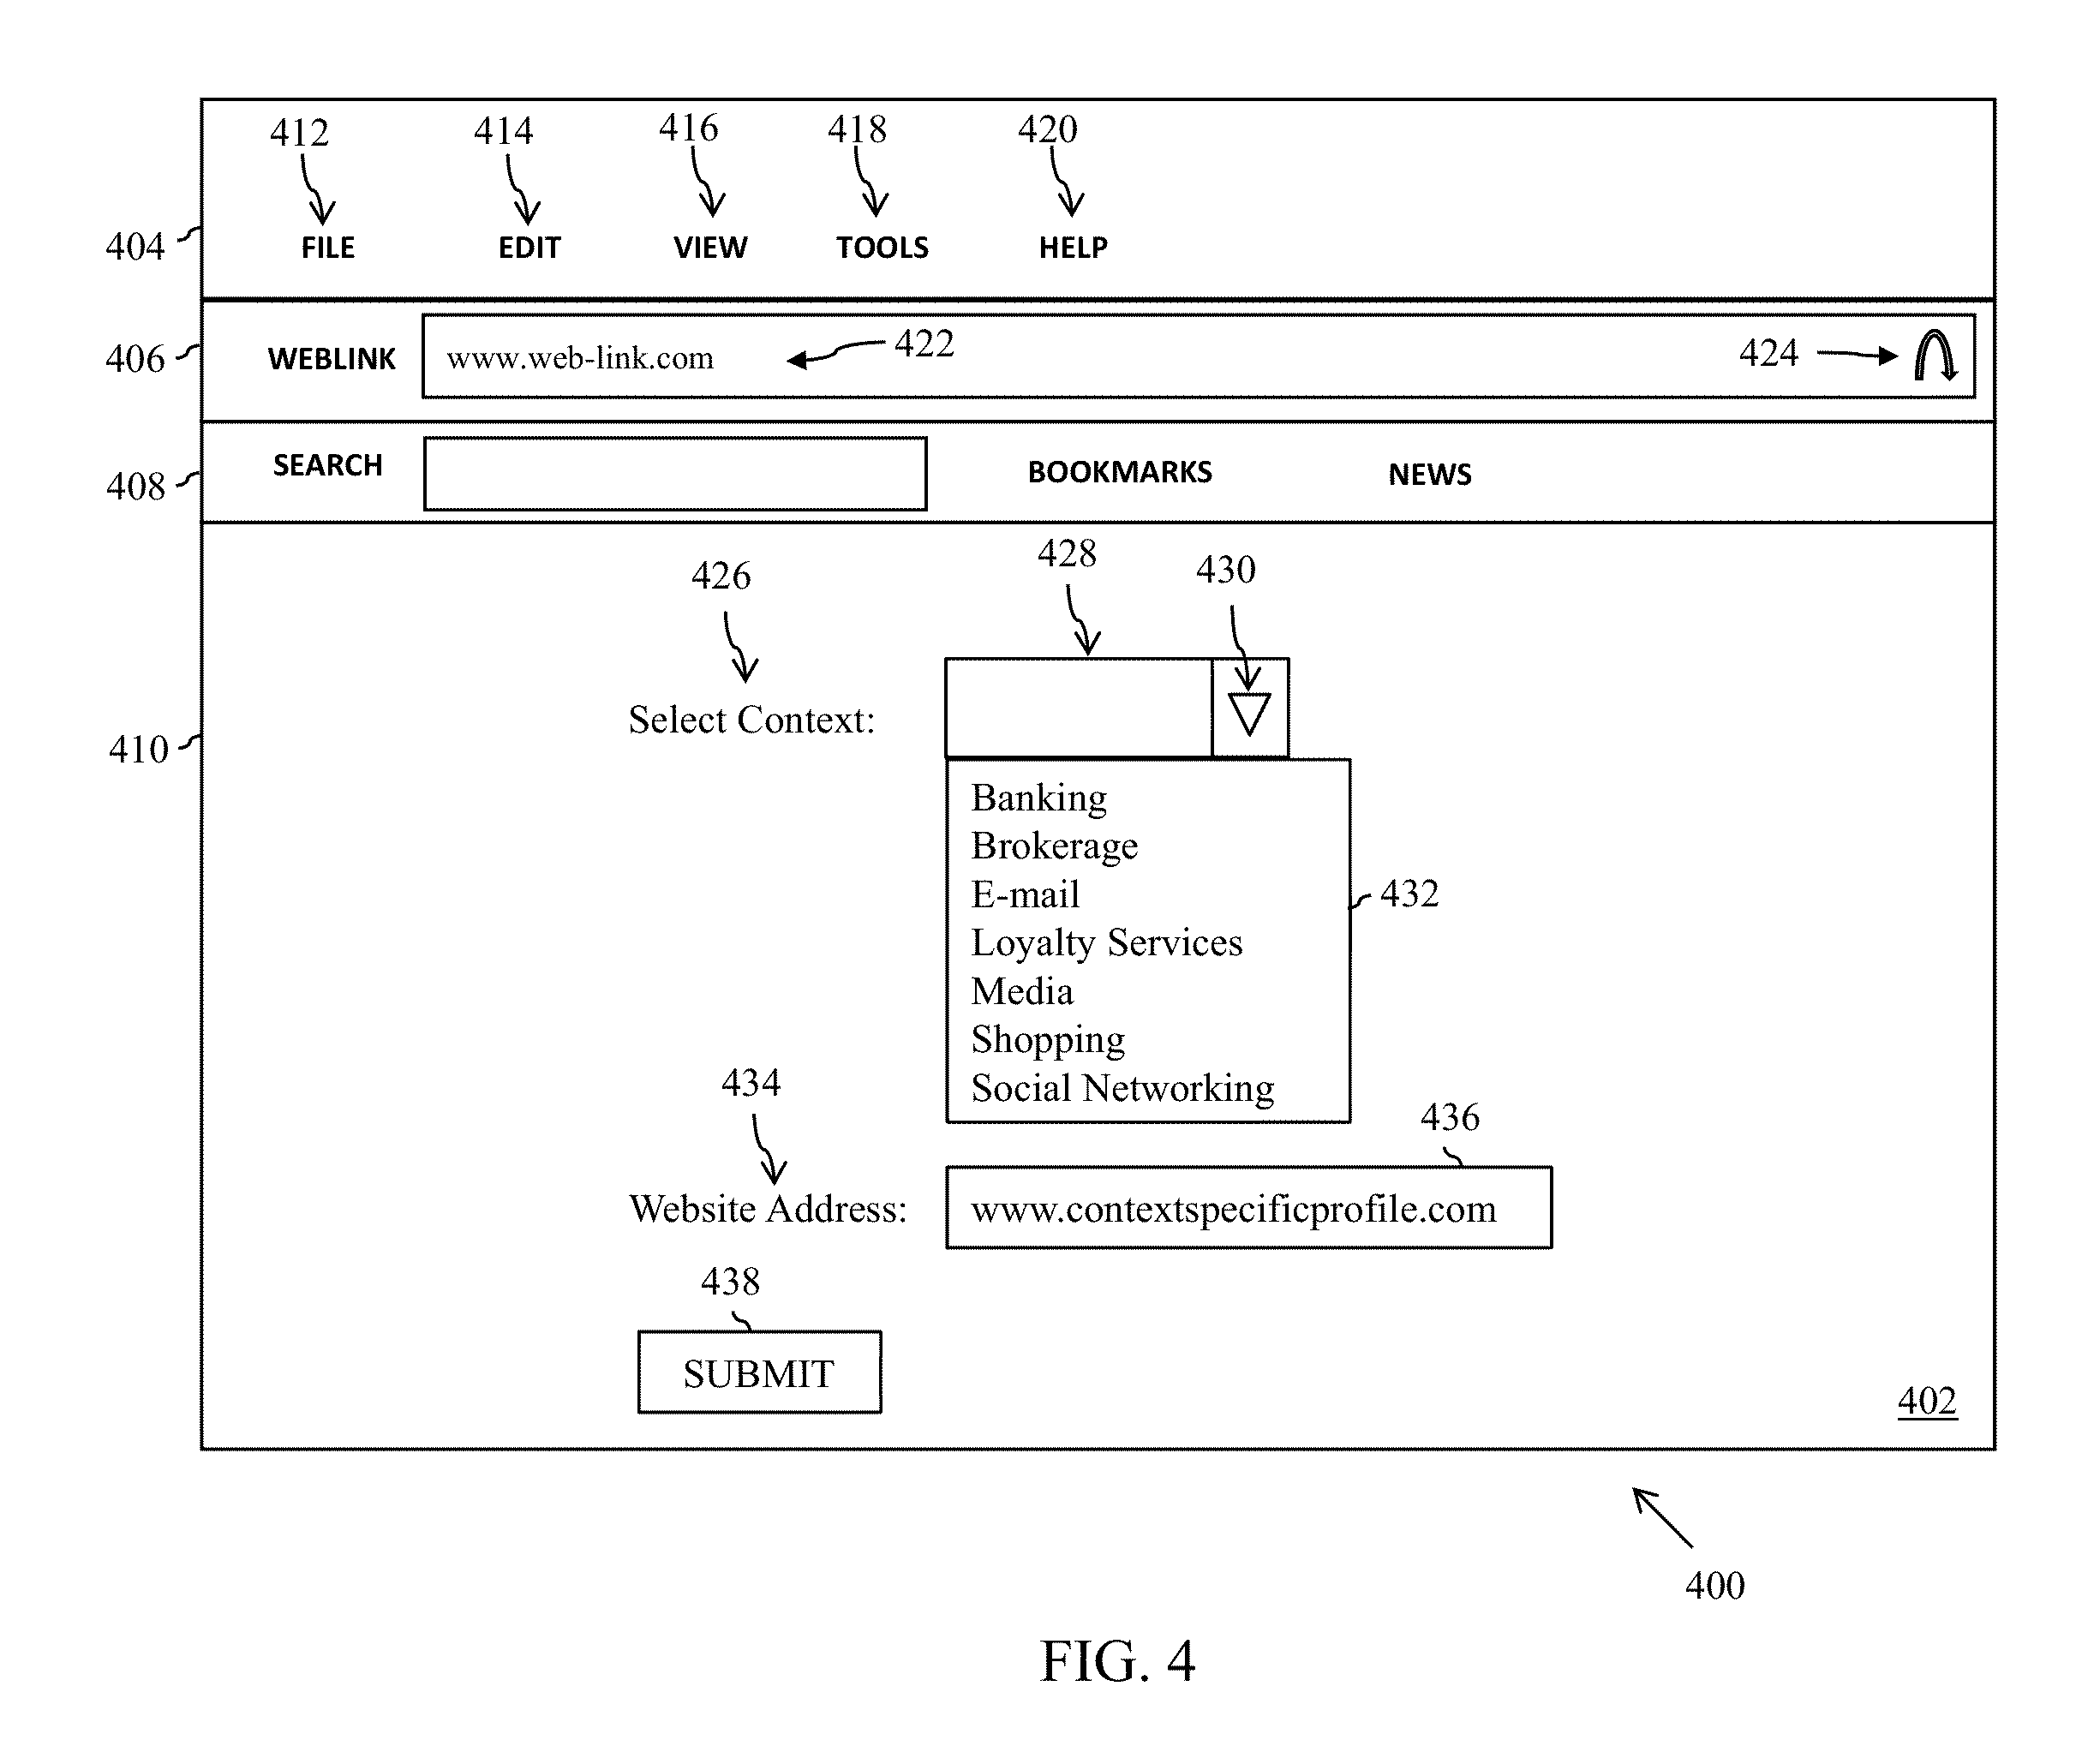 412 414 416 418 420
404 FILE EDIT VIEW TOOLS HELP
406 WEBLINK www.web-link.com 422 424
408 SEARCH BOOKMARKS NEWS
426 428 430
410 Select Context:
Banking
Brokerage
E-mail 432
Loyalty Services
Media
Shopping
434 Social Networking
436
Website Address: www.contextspecificprofile.com
438
SUBMIT
402
400
FIG. 4